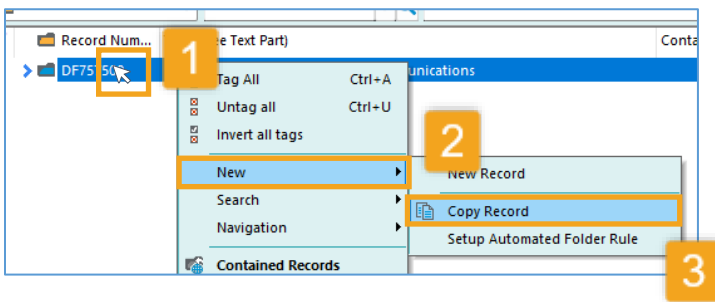 Record Num...
e Text Part)
Conta
1
Tag All Ctrl+A
unications
Untag all Ctrl+U
Invert all tags
2
New
New Record
Search
Copy Record
Navigation
Setup Automated Folder Rule
Contained Records
3